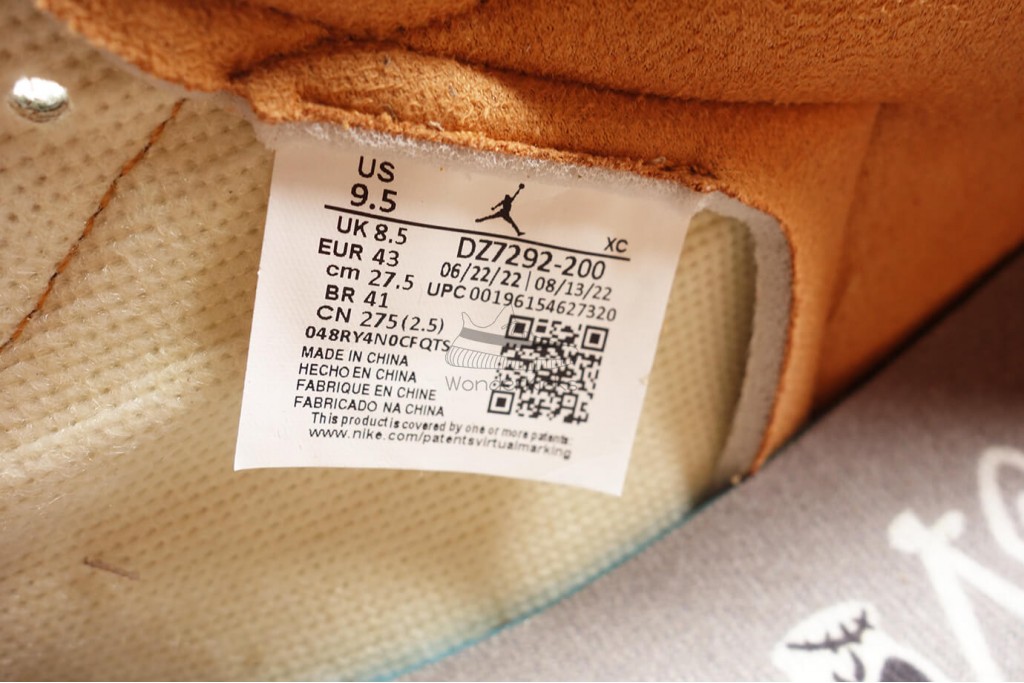 US
9.5
XC
UK 8.5
DZ7292-200
EUR 43
06/22/22 | 08/13/22
cm 27.5
UPC 00196154627320
BR 41
CN 275 (2.5)
048RY4N0CFQTS
MADE IN CHINA
HECHO EN CHINA
FABRIQUE EN CHINE
FABRICADO NA CHINA
This product is covered by one or more patents:
www.nike.com/patentsvirtualmarking